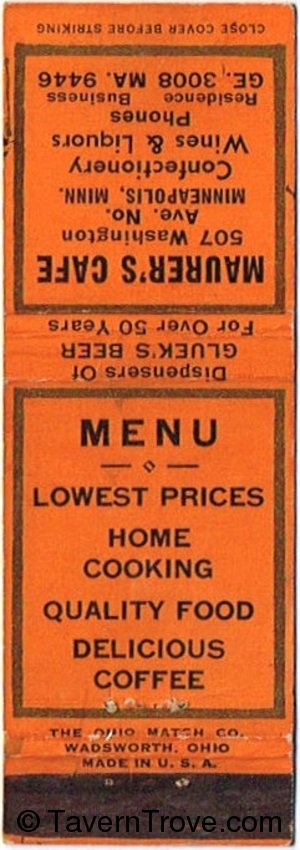 Dispensers Of
GLUEK'S BEER
For Over 50 Years
MAURER'S CAFE
507 Washington
Ave. No.
MINNEAPOLIS, MINN.
Confectionery
Wines & Liquors
Phones
Residence Business
GE. 3008 MA. 9446
CLOSE COVER BEFORE STRIKING
MENU
LOWEST PRICES
HOME
COOKING
QUALITY FOOD
DELICIOUS
COFFEE
THE OHIO MATCH CO.
WADSWORTH, OHIO
MADE IN U. S. A.
© TavernTrove.com